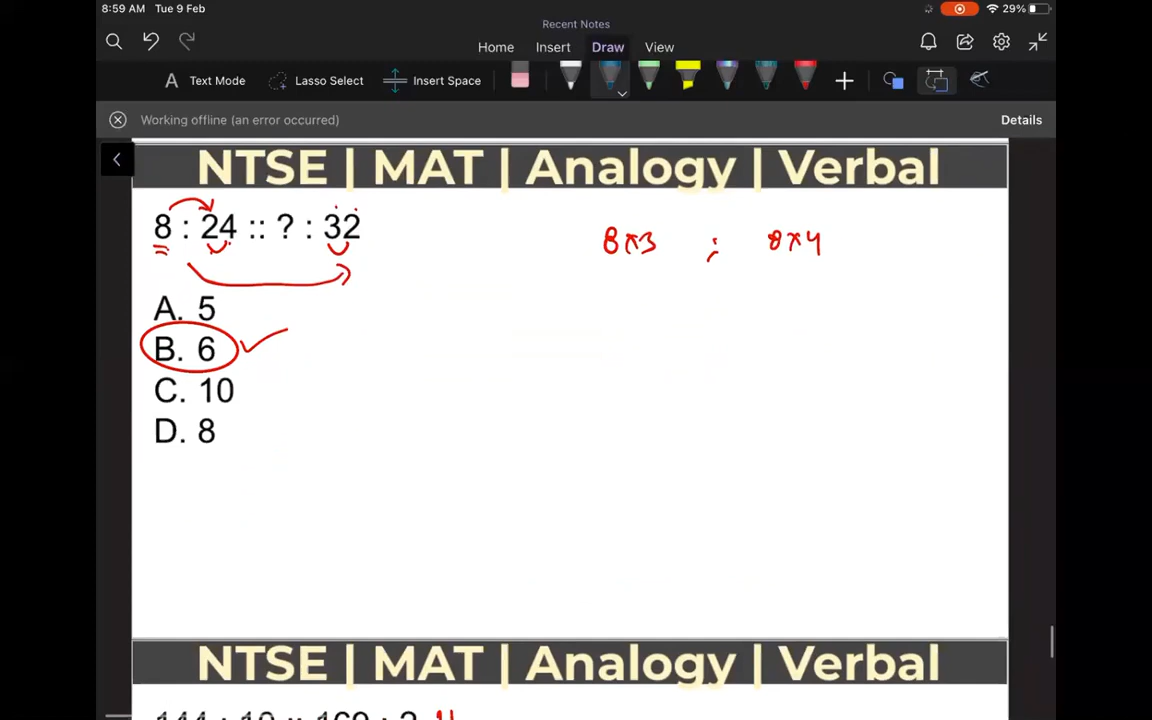 8:59 AM Tue 9 Feb
29%
Recent Notes
Home Insert Draw View
Text Mode Lasso Select Insert Space
Working offline (an error occurred) Details
NTSE | MAT | Analogy | Verbal
8 : 24 :: ? : 32
8×3 ; 8×4
A. 5
B. 6
C. 10
D. 8
NTSE | MAT | Analogy | Verbal